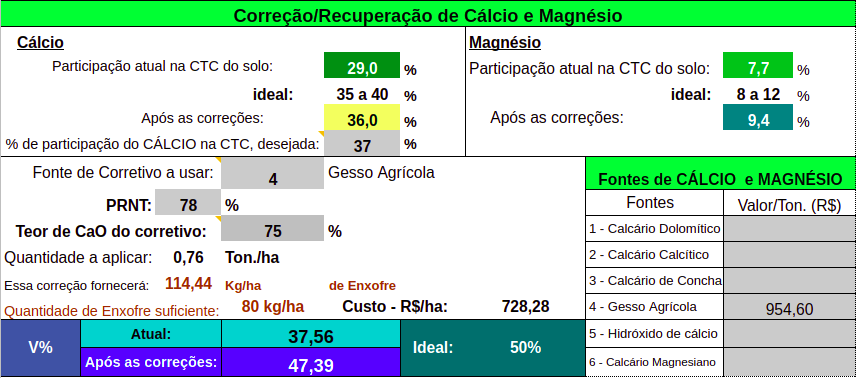 Correção/Recuperação de Cálcio e Magnésio
Cálcio
Participação atual na CTC do solo: 29,0 %
ideal: 35 a 40 %
Após as correções: 36,0 %
% de participação do CÁLCIO na CTC, desejada: 37 %
Magnésio
Participação atual na CTC do solo: 7,7 %
ideal: 8 a 12 %
Após as correções: 9,4 %
Fonte de Corretivo a usar: 4 Gesso Agrícola
PRNT: 78 %
Teor de CaO do corretivo: 75 %
Quantidade a aplicar: 0,76 Ton./ha
Essa correção fornecerá: 114,44 Kg/ha de Enxofre
Quantidade de Enxofre suficiente: 80 kg/ha Custo - R$/ha: 728,28
Fontes de CÁLCIO e MAGNÉSIO
Fontes Valor/Ton. (R$)
1 - Calcário Dolomítico
2 - Calcário Calcítico
3 - Calcário de Concha
4 - Gesso Agrícola 954,60
5 - Hidróxido de cálcio
6 - Calcário Magnesiano
V%
Atual: 37,56
Após as correções: 47,39
Ideal: 50%